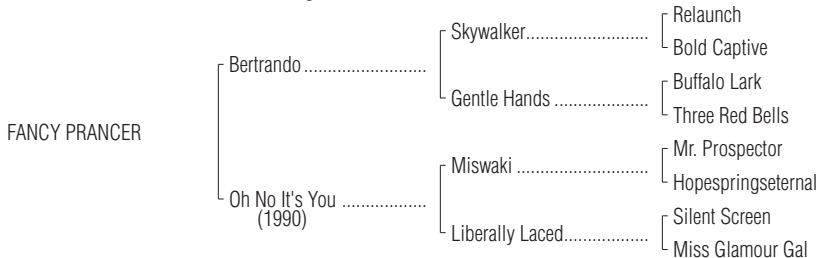 Relaunch
Skywalker..............................
Bold Captive
Bertrando ..........................
Buffalo Lark
Gentle Hands .......................
Three Red Bells
FANCY PRANCER
Mr. Prospector
Miswaki ................................
Hopespringseternal
Oh No It's You ..................
(1990)
Silent Screen
Liberally Laced.....................
Miss Glamour Gal